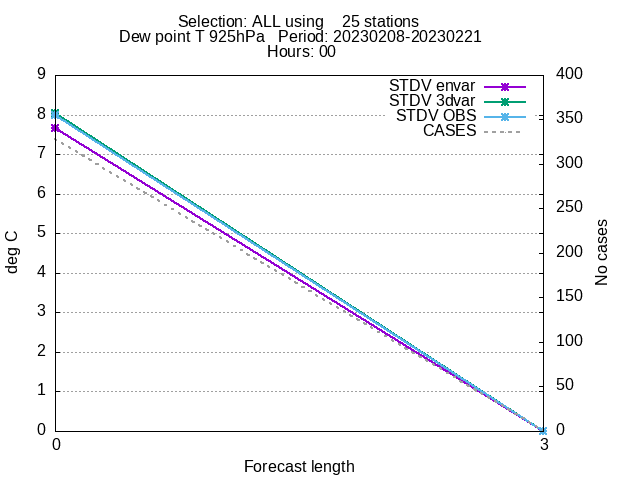 Selection: ALL using    25 stations
Dew point T 925hPa   Period: 20230208-20230221
Hours: 00
STDV envar
STDV 3dvar
STDV OBS
CASES
9
8
7
6
5
4
3
2
1
0
400
350
300
250
200
150
100
50
0
deg C
No cases
0
3
Forecast length